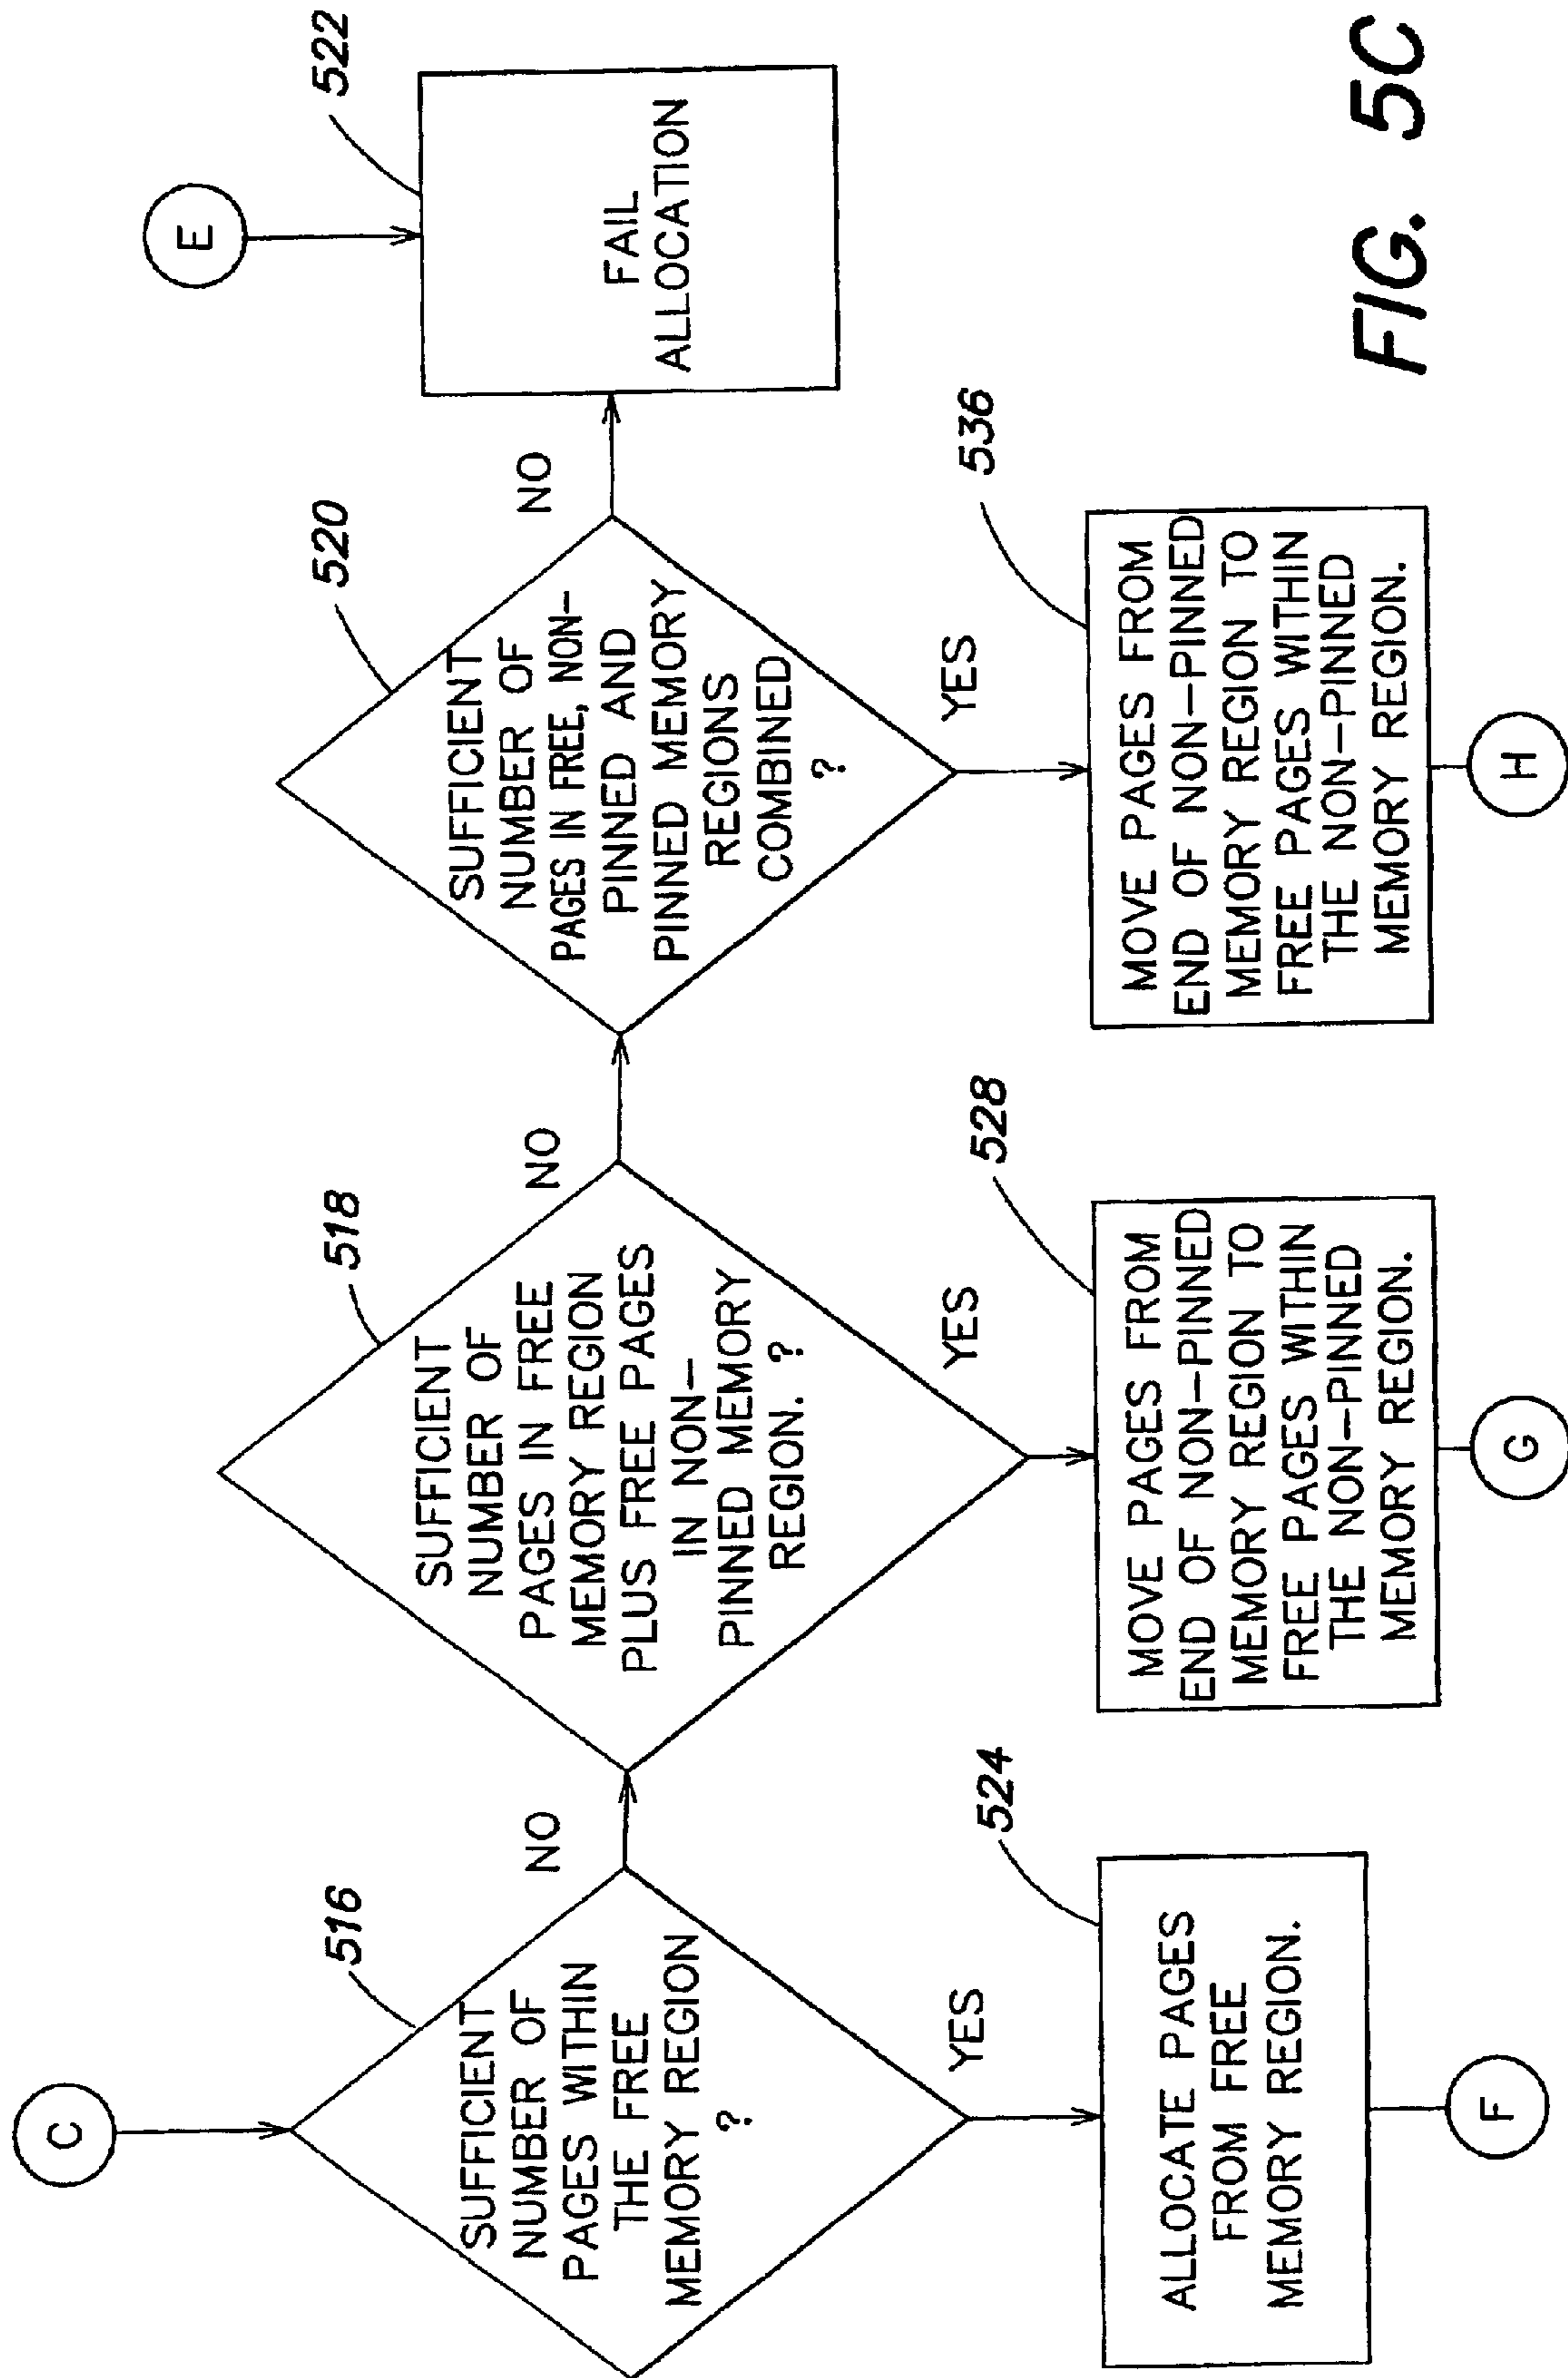 C
516
SUFFICIENT
NUMBER OF
PAGES WITHIN
THE FREE
MEMORY REGION
?
NO
YES
524
ALLOCATE PAGES
FROM FREE
MEMORY REGION.
F
518
SUFFICIENT
NUMBER OF
PAGES IN FREE
MEMORY REGION
PLUS FREE PAGES
IN NON-
PINNED MEMORY
REGION. ?
NO
YES
528
MOVE PAGES FROM
END OF NON-PINNED
MEMORY REGION TO
FREE PAGES WITHIN
THE NON-PINNED
MEMORY REGION.
G
520
SUFFICIENT
NUMBER OF
PAGES IN FREE, NON-
PINNED AND
PINNED MEMORY
REGIONS
COMBINED
?
NO
YES
536
MOVE PAGES FROM
END OF NON-PINNED
MEMORY REGION TO
FREE PAGES WITHIN
THE NON-PINNED
MEMORY REGION.
H
E
522
FAIL
ALLOCATION
FIG. 5C